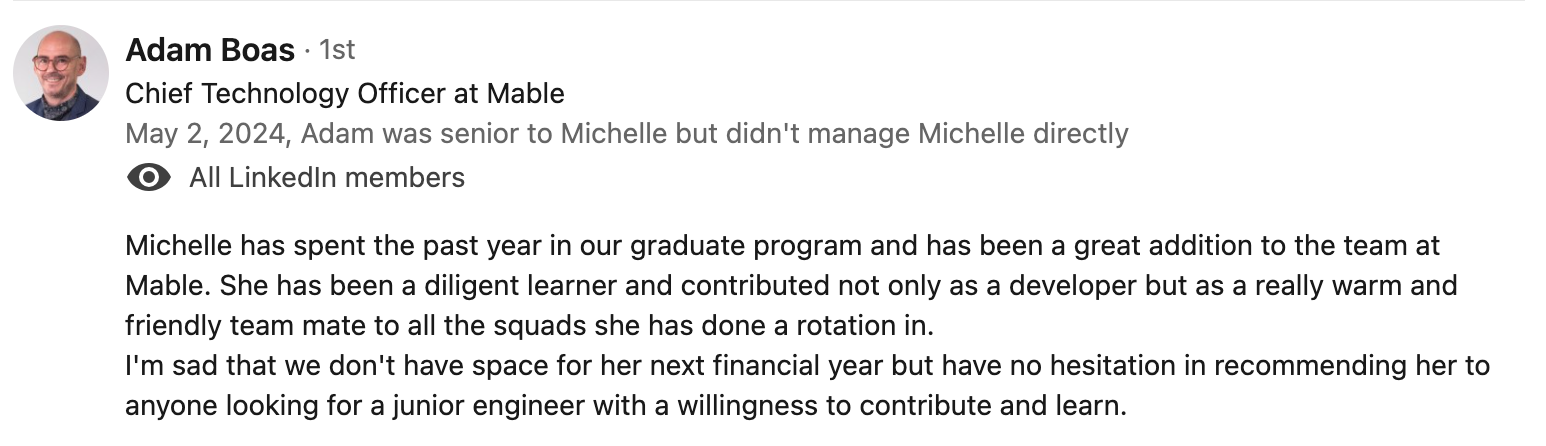 Adam Boas · 1st
Chief Technology Officer at Mable
May 2, 2024, Adam was senior to Michelle but didn't manage Michelle directly
All LinkedIn members
Michelle has spent the past year in our graduate program and has been a great addition to the team at
Mable. She has been a diligent learner and contributed not only as a developer but as a really warm and
friendly team mate to all the squads she has done a rotation in.
I'm sad that we don't have space for her next financial year but have no hesitation in recommending her to
anyone looking for a junior engineer with a willingness to contribute and learn.